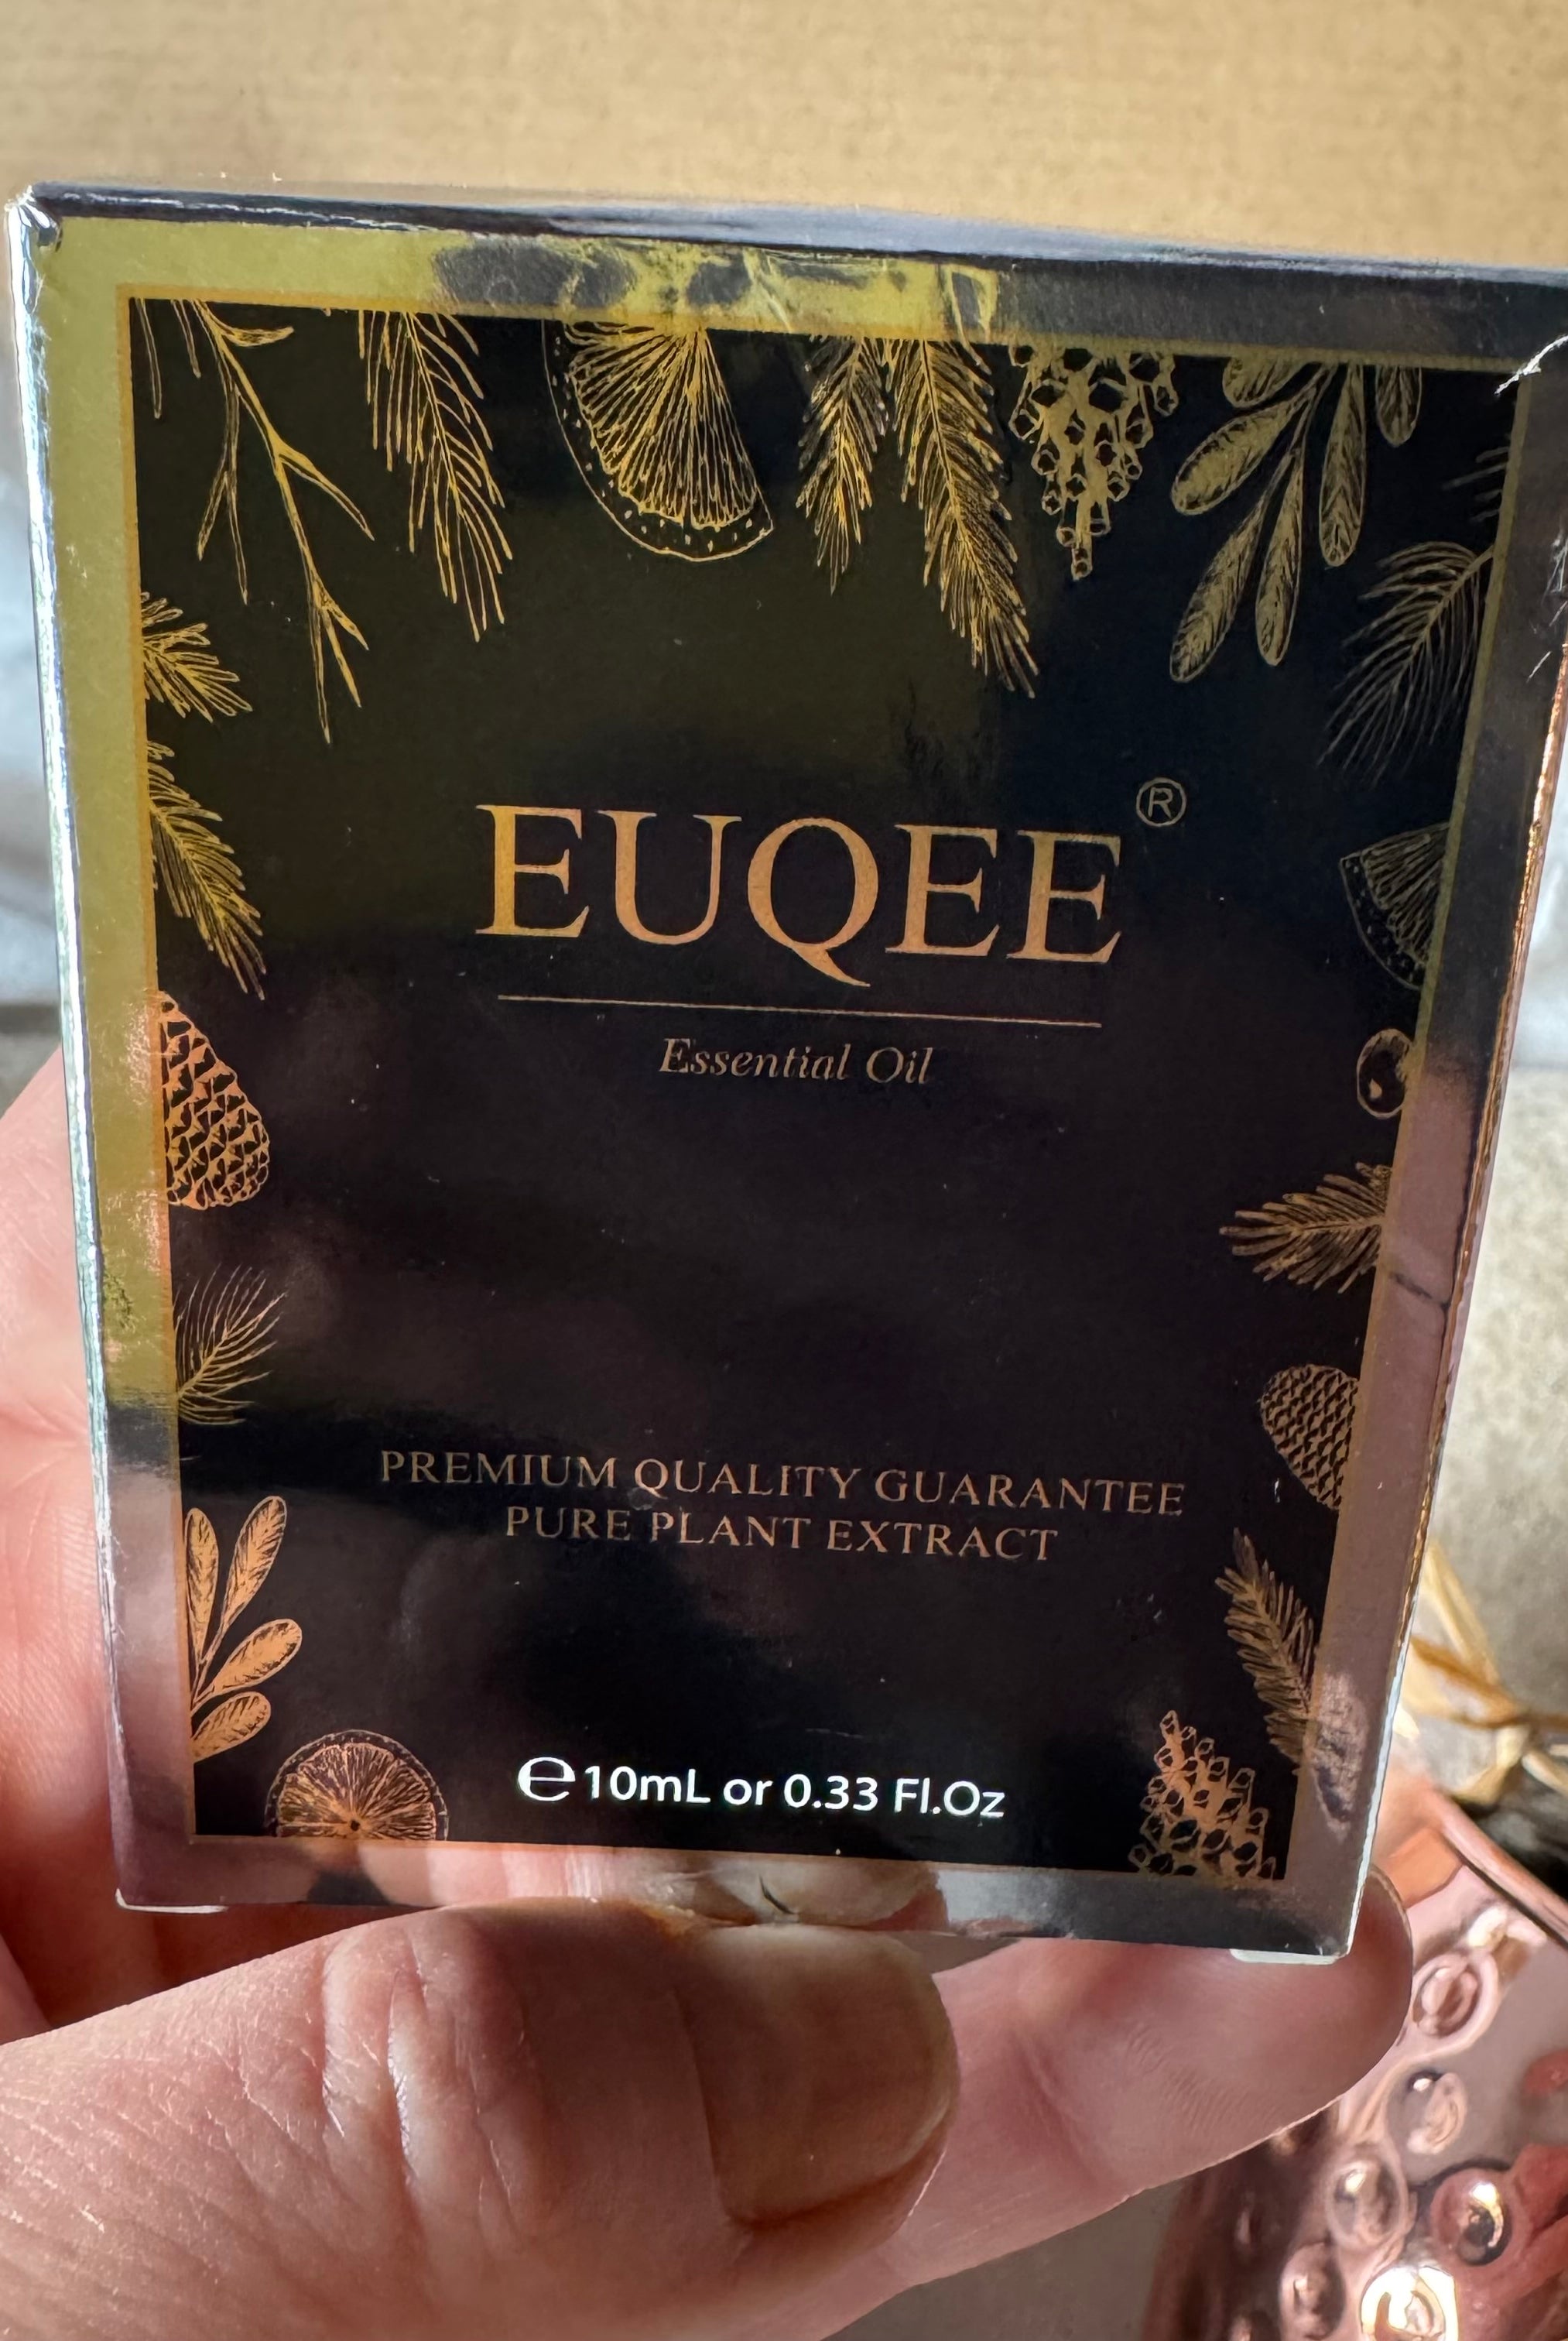 EUQEE®
Essential Oil
PREMIUM QUALITY GUARANTEE
PURE PLANT EXTRACT
℮10mL or 0.33 Fl.Oz